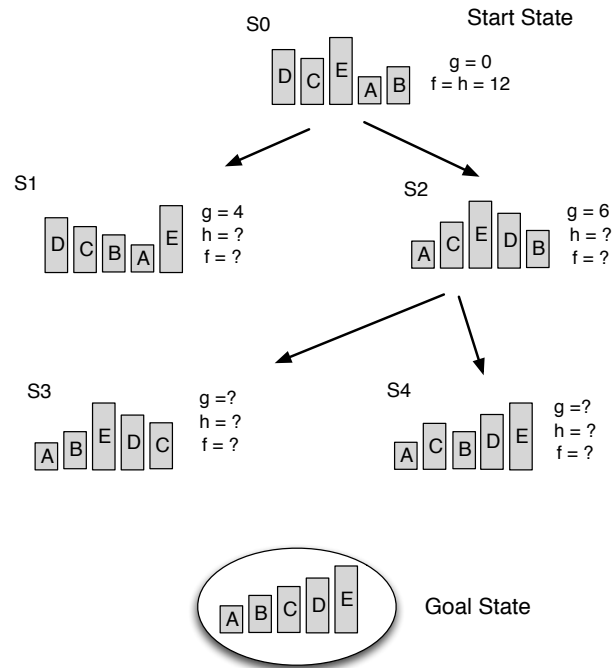 S0
Start State
D C E A B
g = 0
f = h = 12
S1
D C B A E
g = 4
h = ?
f = ?
S2
A C E D B
g = 6
h = ?
f = ?
S3
A B E D C
g =?
h = ?
f = ?
S4
A C B D E
g =?
h = ?
f = ?
A B C D E
Goal State